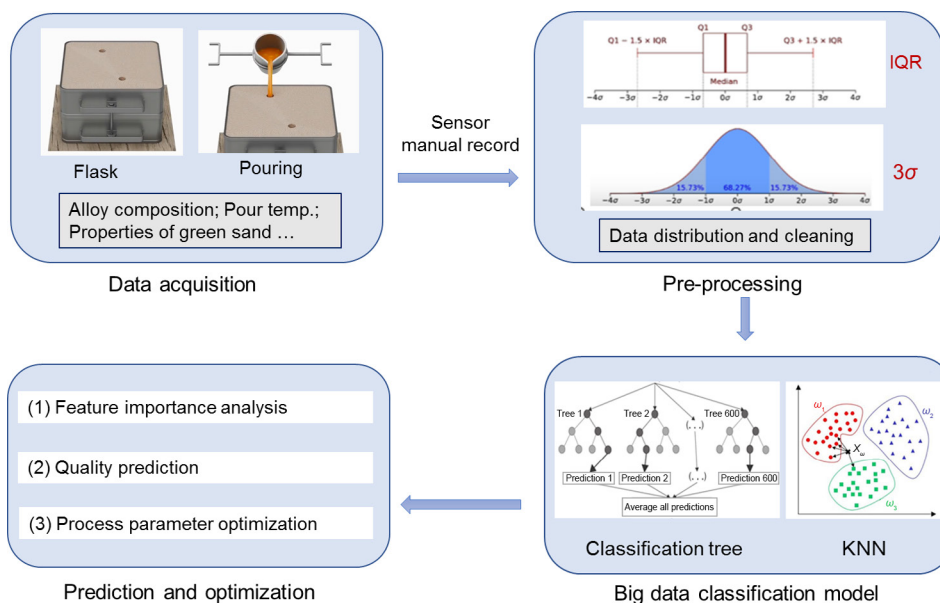 Flask
Pouring
Alloy composition; Pour temp.;
Properties of green sand …
Data acquisition
Sensor
manual record
Q1
Q3
Q1 − 1.5 × IQR
Q3 + 1.5 × IQR
Median
−4σ −3σ −2σ −1σ 0σ 1σ 2σ 3σ 4σ
IQR
15.73% 68.27% 15.73%
−4σ −3σ −2σ −1σ 0σ 1σ 2σ 3σ 4σ
3σ
Data distribution and cleaning
Pre-processing
(1) Feature importance analysis
(2) Quality prediction
(3) Process parameter optimization
Prediction and optimization
Tree 1
Tree 2
(...)
Tree 600
Prediction 1
Prediction 2
(...)
Prediction 600
Average all predictions
Classification tree
ω1
ω2
Xω
ω3
KNN
Big data classification model